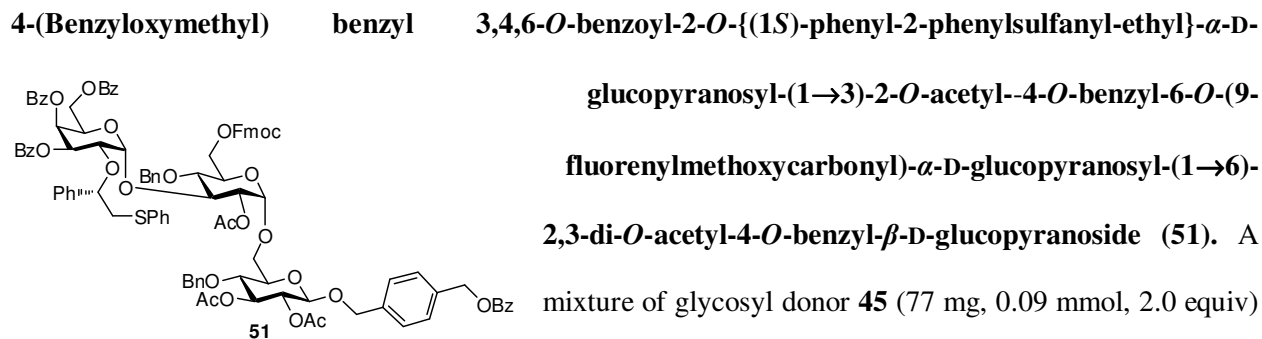 4-(Benzyloxymethyl) benzyl 3,4,6-O-benzoyl-2-O-{(1S)-phenyl-2-phenylsulfanyl-ethyl}-α-D-
glucopyranosyl-(1→3)-2-O-acetyl--4-O-benzyl-6-O-(9-
fluorenylmethoxycarbonyl)-α-D-glucopyranosyl-(1→6)-
2,3-di-O-acetyl-4-O-benzyl-β-D-glucopyranoside (51). A
mixture of glycosyl donor 45 (77 mg, 0.09 mmol, 2.0 equiv)
BzO OBz
O
BzO
O
Ph
O
SPh
OFmoc
BnO
O
AcO
O
BnO
O
AcO
OAc
O
OBz
51